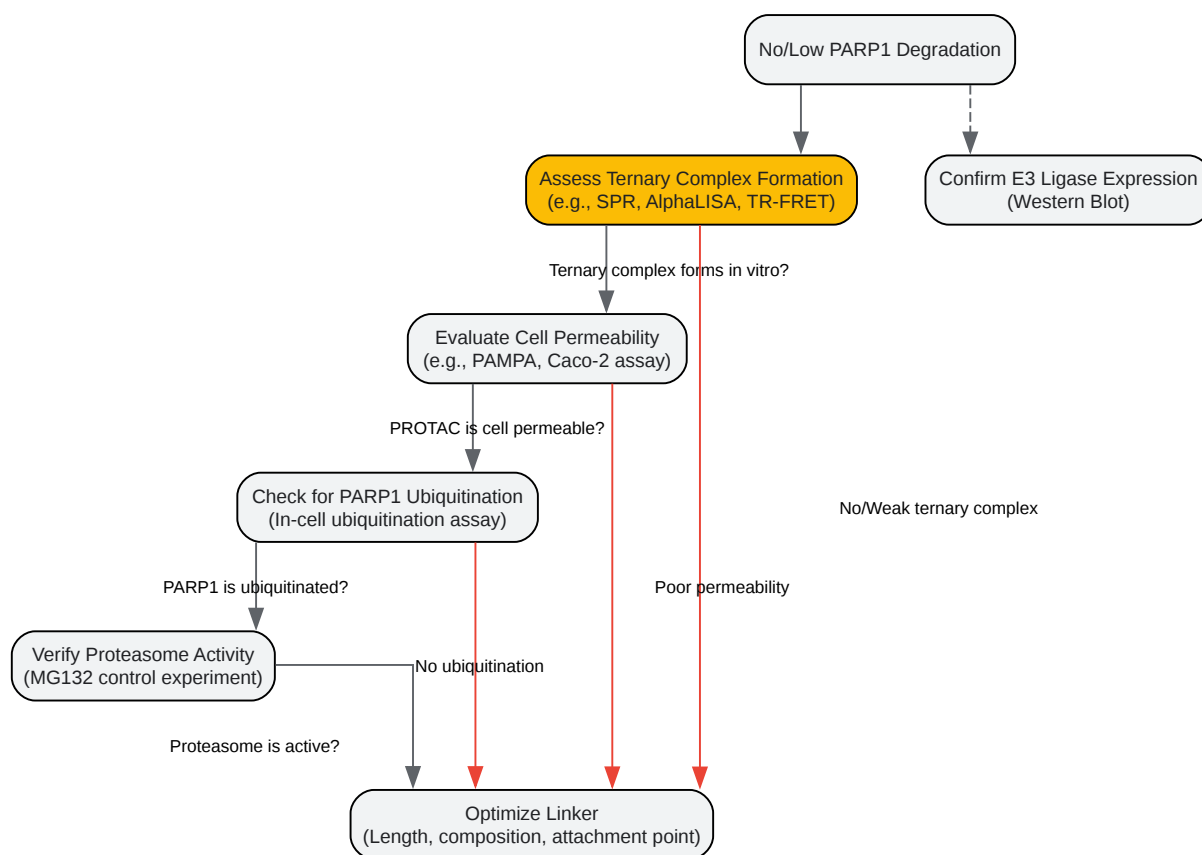 No/Low PARP1 Degradation
Assess Ternary Complex Formation
(e.g., SPR, AlphaLISA, TR-FRET)
Confirm E3 Ligase Expression
(Western Blot)
Ternary complex forms in vitro?
Evaluate Cell Permeability
(e.g., PAMPA, Caco-2 assay)
PROTAC is cell permeable?
Check for PARP1 Ubiquitination
(In-cell ubiquitination assay)
No/Weak ternary complex
PARP1 is ubiquitinated?
Poor permeability
Verify Proteasome Activity
(MG132 control experiment)
No ubiquitination
Proteasome is active?
Optimize Linker
(Length, composition, attachment point)